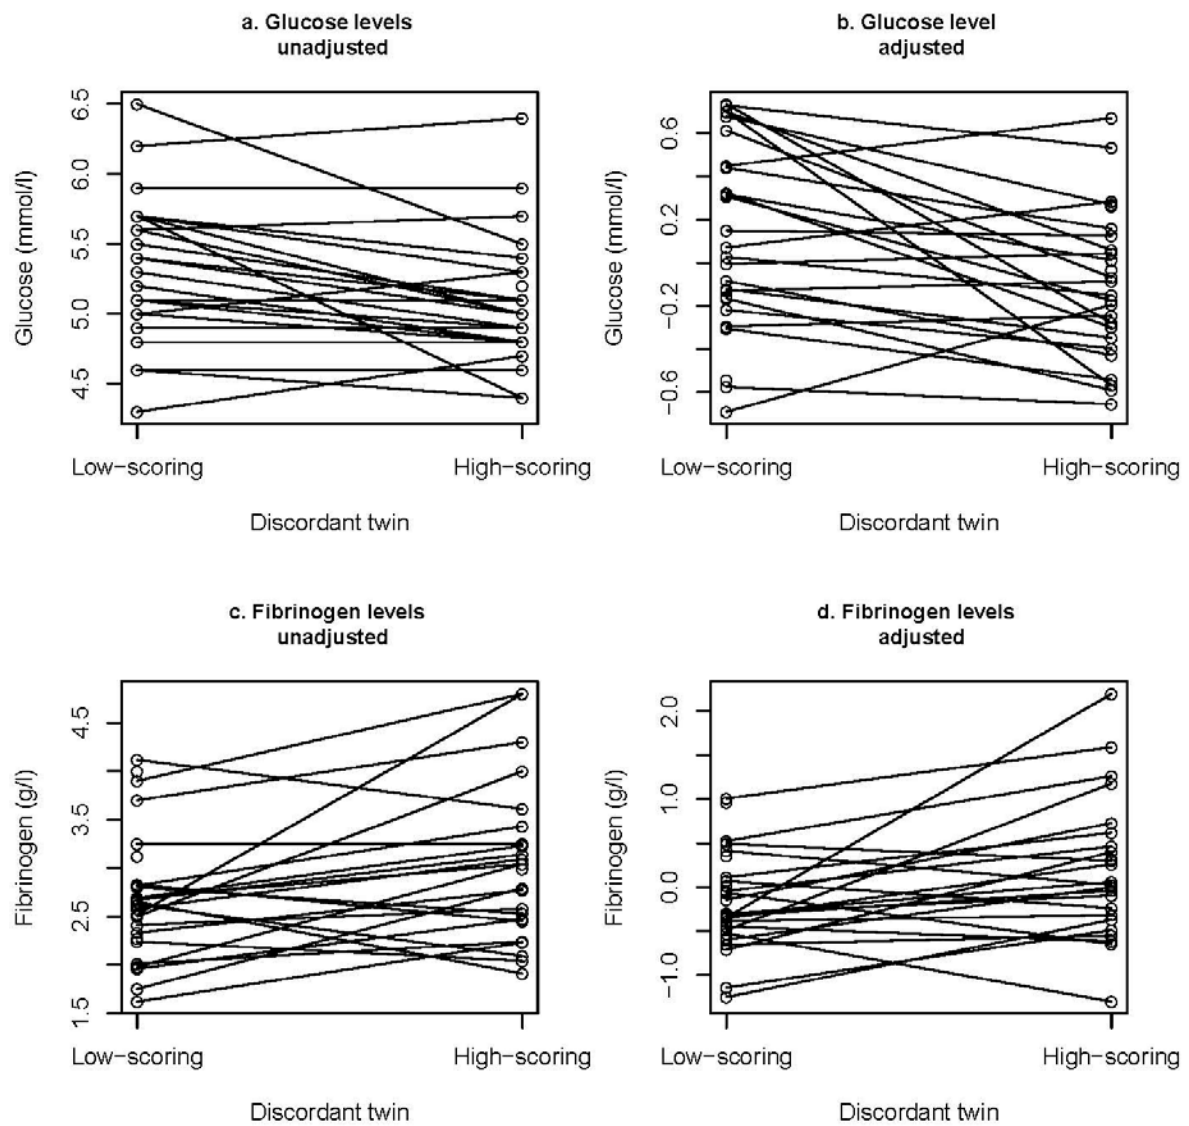 a. Glucose levels
unadjusted
Glucose (mmol/l)
6.5
6.0
5.5
5.0
4.5
Low-scoring
High-scoring
Discordant twin
b. Glucose level
adjusted
Glucose (mmol/l)
0.6
0.2
-0.2
-0.6
Low-scoring
High-scoring
Discordant twin
c. Fibrinogen levels
unadjusted
Fibrinogen (g/l)
4.5
3.5
2.5
1.5
Low-scoring
High-scoring
Discordant twin
d. Fibrinogen levels
adjusted
Fibrinogen (g/l)
2.0
1.0
0.0
-1.0
Low-scoring
High-scoring
Discordant twin